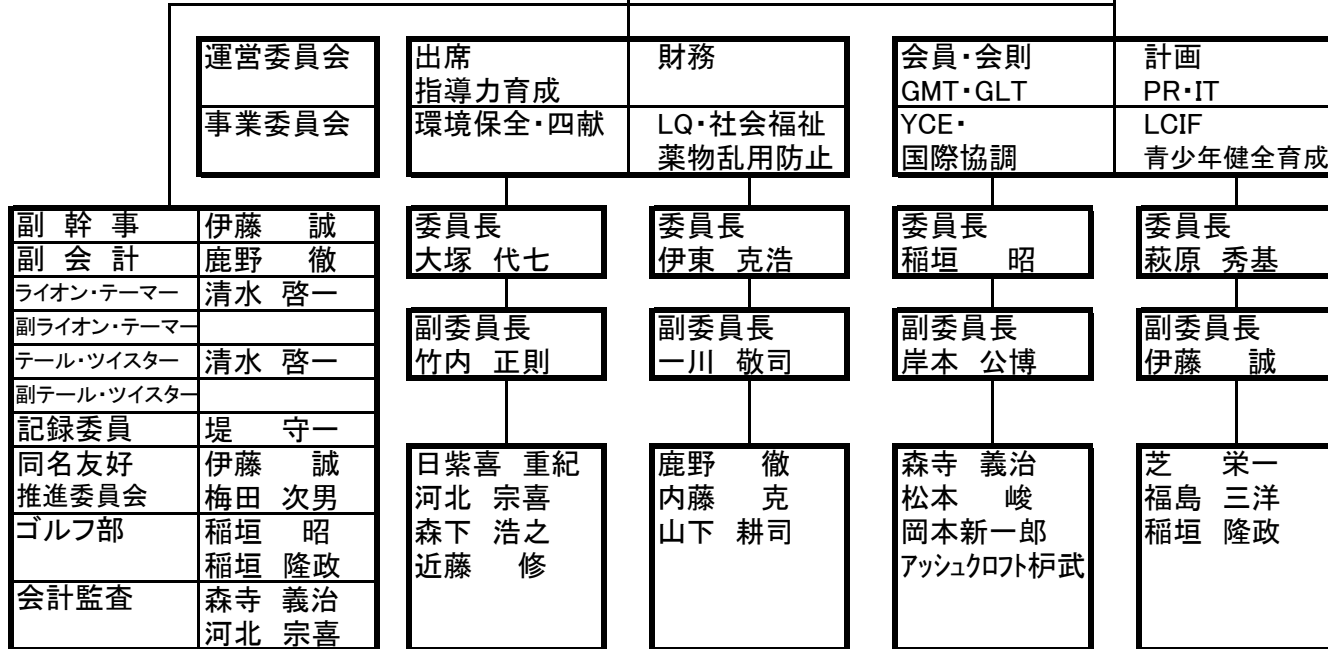 運営委員会
出席 財務
指導力育成
会員・会則 計画
GMT・GLT PR・IT
事業委員会
環境保全・四献 LQ・社会福祉
薬物乱用防止
YCE・ LCIF
国際協調 青少年健全育成
副 幹 事 伊藤 誠
副 会 計 鹿野 徹
ライオン・テーマー 清水 啓一
副ライオン・テーマー
テール・ツイスター 清水 啓一
副テール・ツイスター
記録委員 堤 守一
同名友好 伊藤 誠
推進委員会 梅田 次男
ゴルフ部 稲垣 昭
稲垣 隆政
会計監査 森寺 義治
河北 宗喜
委員長
大塚 代七
副委員長
竹内 正則
日紫喜 重紀
河北 宗喜
森下 浩之
近藤 修
委員長
伊東 克浩
副委員長
一川 敬司
鹿野 徹
内藤 克
山下 耕司
委員長
稲垣 昭
副委員長
岸本 公博
森寺 義治
松本 峻
岡本新一郎
アッシュクロフト枦武
委員長
萩原 秀基
副委員長
伊藤 誠
芝 栄一
福島 三洋
稲垣 隆政